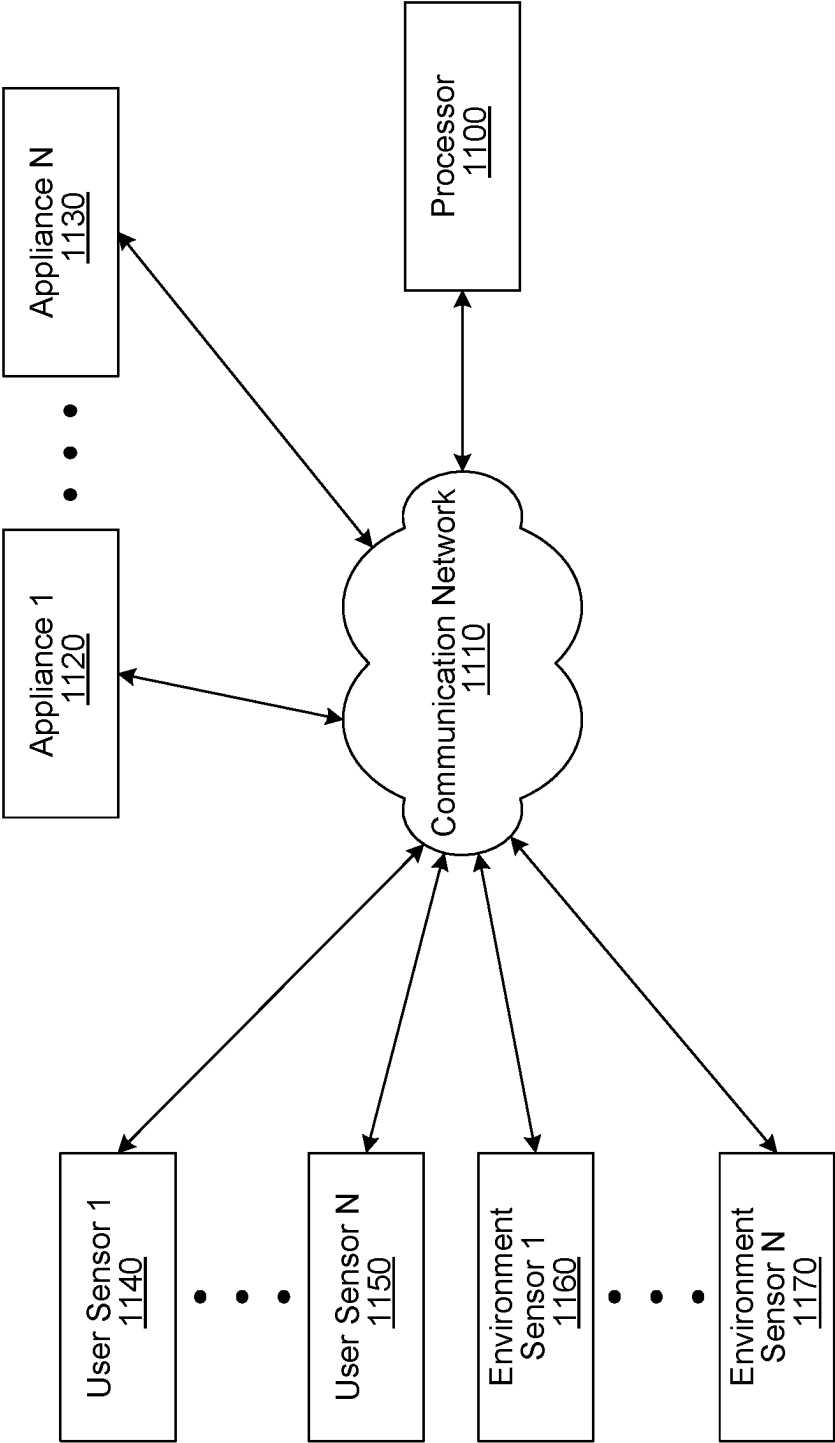 Appliance 1
1120
Appliance N
1130
User Sensor 1
1140
User Sensor N
1150
Environment
Sensor 1
1160
Environment
Sensor N
1170
Communication Network
1110
Processor
1100